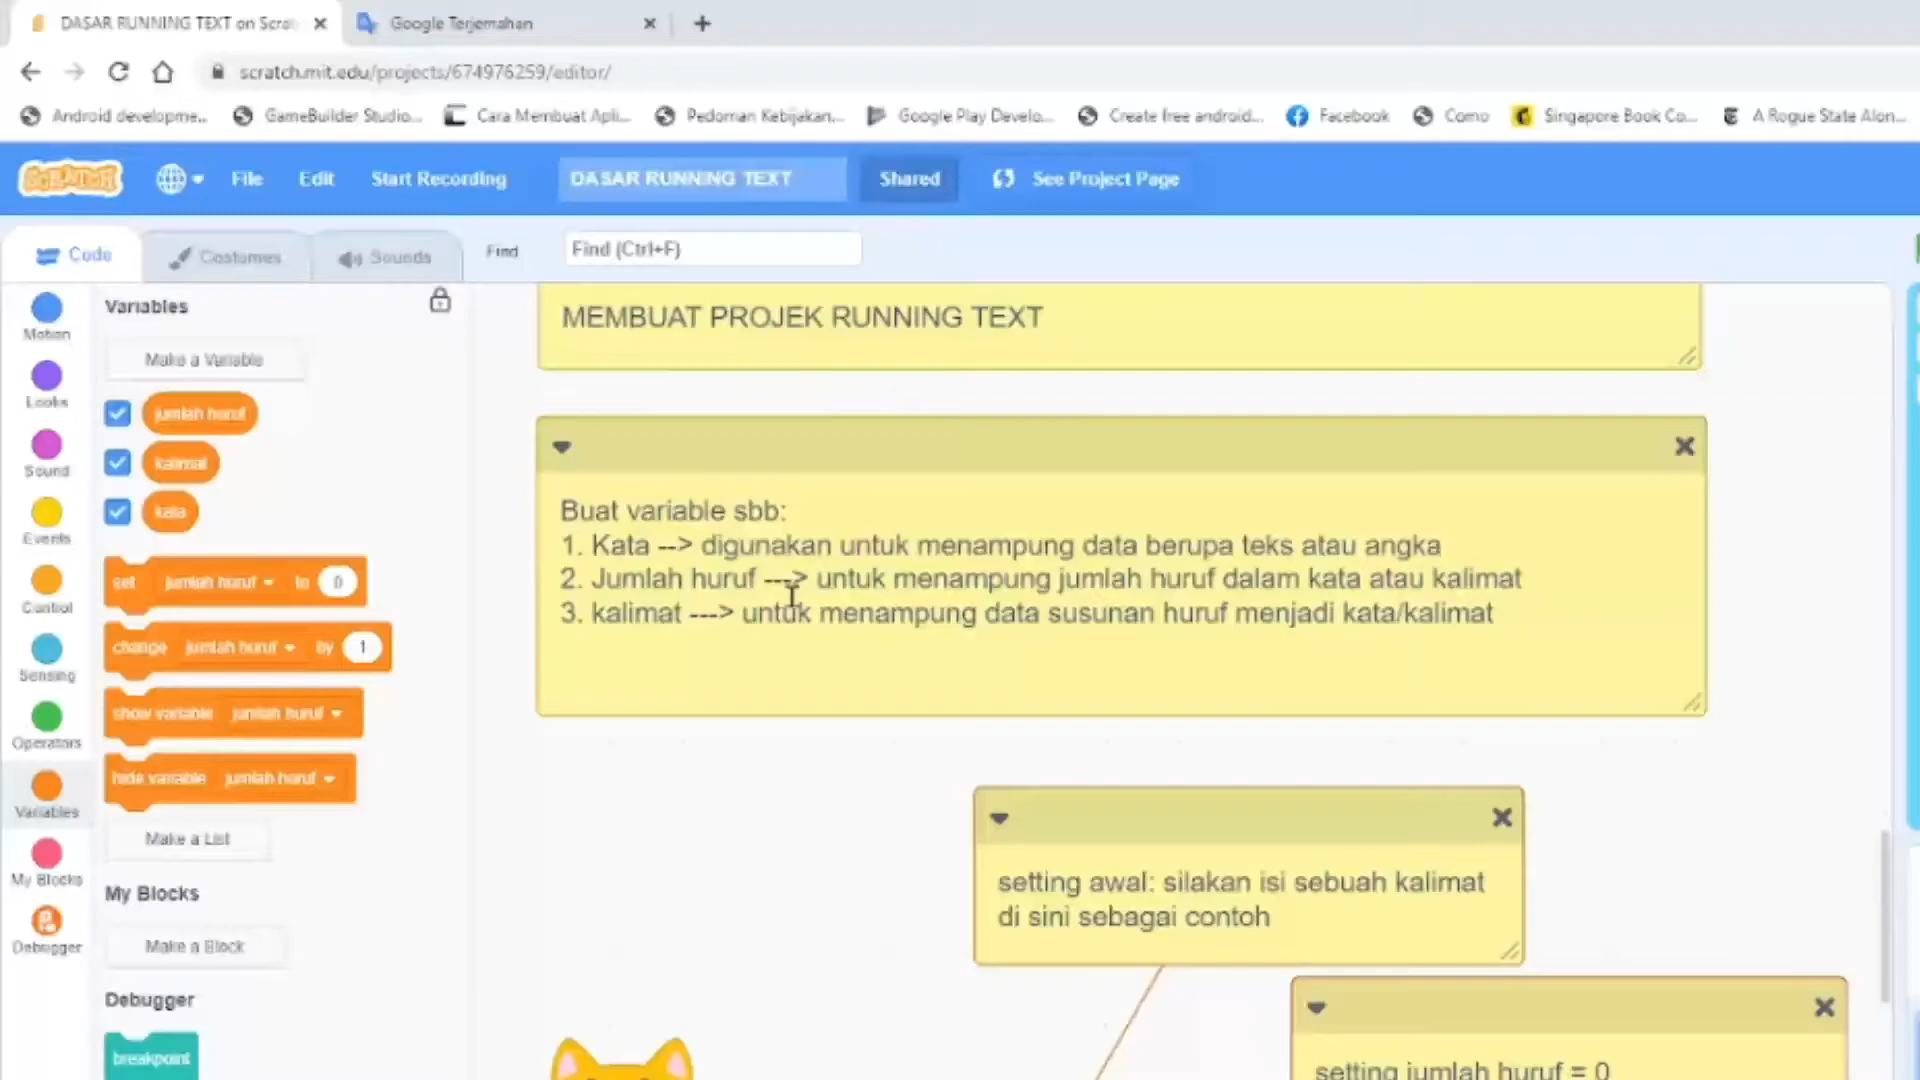 DASAR RUNNING TEXT on Scra
Google Terjemahan
scratch.mit.edu/projects/674976259/editor/
Android developme...
GameBuilder Studio...
Cara Membuat Apli...
Pedoman Kebijakan...
Google Play Develo...
Create free android...
Facebook
Como
Singapore Book Co...
A Rogue State Alon...
SCRATCH
File
Edit
Start Recording
DASAR RUNNING TEXT
Shared
See Project Page
Code
Costumes
Sounds
Find
Find (Ctrl+F)
Motion
Looks
Sound
Events
Control
Sensing
Operators
Variables
My Blocks
Debugger
Variables
Make a Variable
jumlah huruf
kalimat
kata
set jumlah huruf to 0
change jumlah huruf by 1
show variable jumlah huruf
hide variable jumlah huruf
Make a List
My Blocks
Make a Block
Debugger
breakpoint
MEMBUAT PROJEK RUNNING TEXT
Buat variable sbb:
1. Kata --> digunakan untuk menampung data berupa teks atau angka
2. Jumlah huruf ---> untuk menampung jumlah huruf dalam kata atau kalimat
3. kalimat ---> untuk menampung data susunan huruf menjadi kata/kalimat
setting awal: silakan isi sebuah kalimat
di sini sebagai contoh
setting jumlah huruf = 0